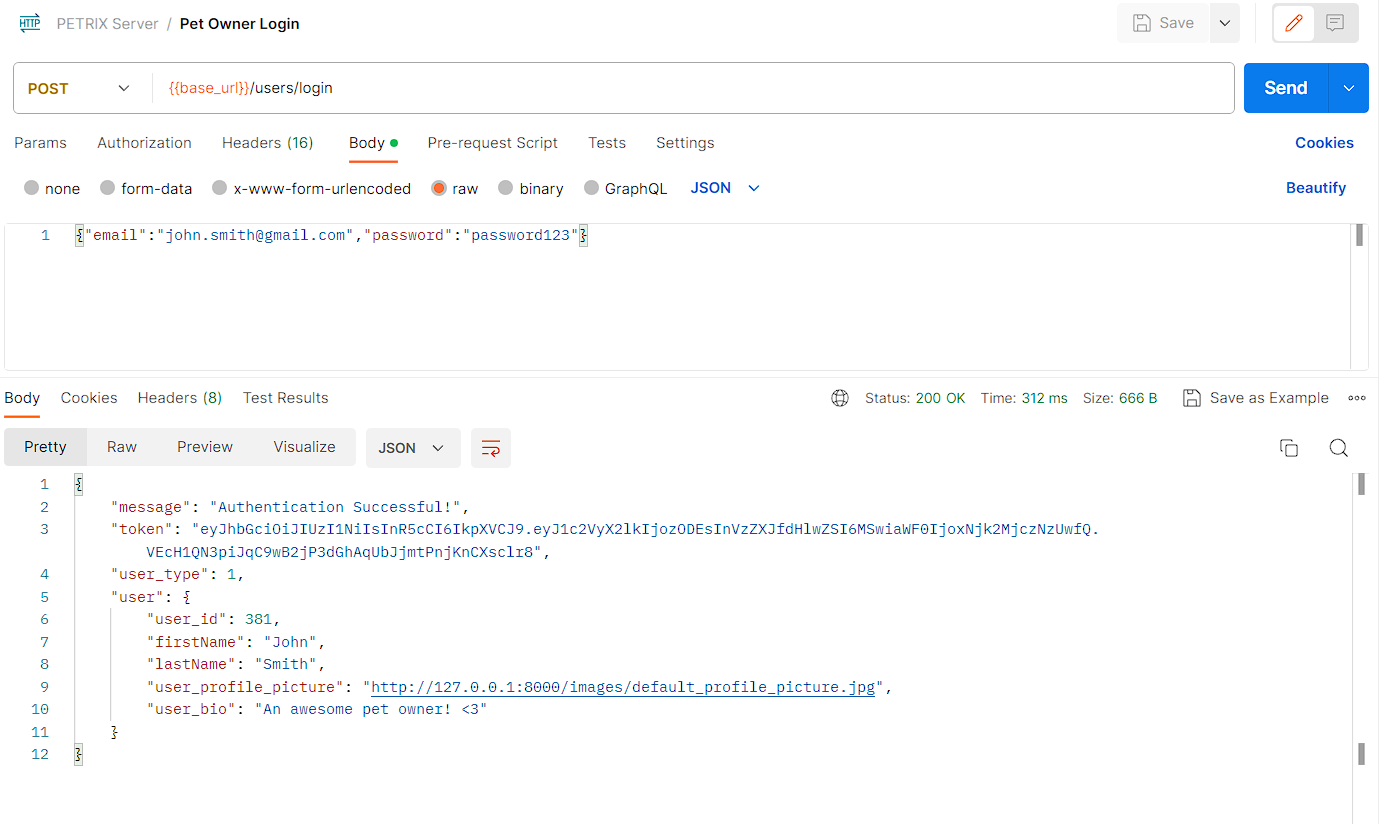 HTTP PETRIX Server / Pet Owner Login Save
POST {{base_url}}/users/login Send
Params Authorization Headers (16) Body Pre-request Script Tests Settings Cookies
none form-data x-www-form-urlencoded raw binary GraphQL JSON Beautify
1 {"email":"john.smith@gmail.com","password":"password123"}
Body Cookies Headers (8) Test Results Status: 200 OK Time: 312 ms Size: 666 B Save as Example
Pretty Raw Preview Visualize JSON
1 {
2 "message": "Authentication Successful!",
3 "token": "eyJhbGciOiJIUzI1NiIsInR5cCI6IkpXVCJ9.eyJ1c2VyX2lkIjozODEsInVzZXJfdHlwZSI6MSwiaWF0IjoxNjk2MjczNzUwfQ.
VEcH1QN3piJqC9wB2jP3dGhAqUbJjmtPnjKnCXsclr8",
4 "user_type": 1,
5 "user": {
6 "user_id": 381,
7 "firstName": "John",
8 "lastName": "Smith",
9 "user_profile_picture": "http://127.0.0.1:8000/images/default_profile_picture.jpg",
10 "user_bio": "An awesome pet owner! <3"
11 }
12 }